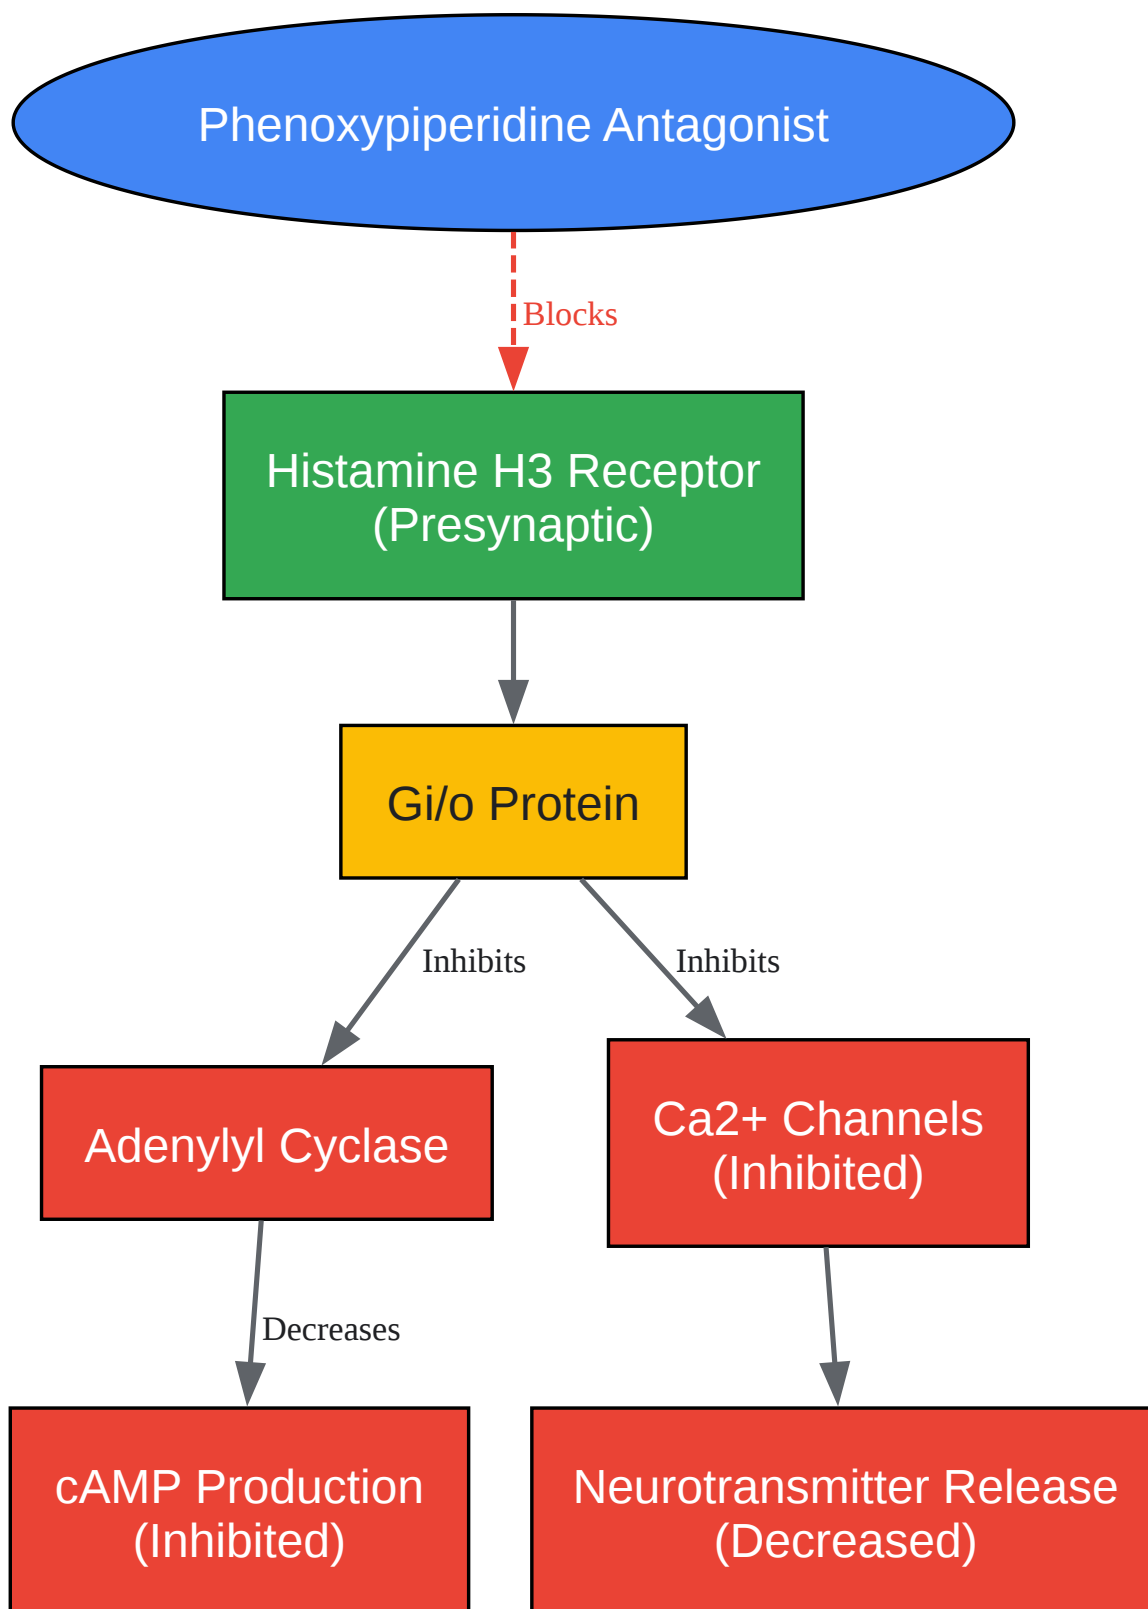 Phenoxypiperidine Antagonist
Blocks
Histamine H3 Receptor
(Presynaptic)
Gi/o Protein
Inhibits
Inhibits
Adenylyl Cyclase
Ca2+ Channels
(Inhibited)
Decreases
cAMP Production
(Inhibited)
Neurotransmitter Release
(Decreased)